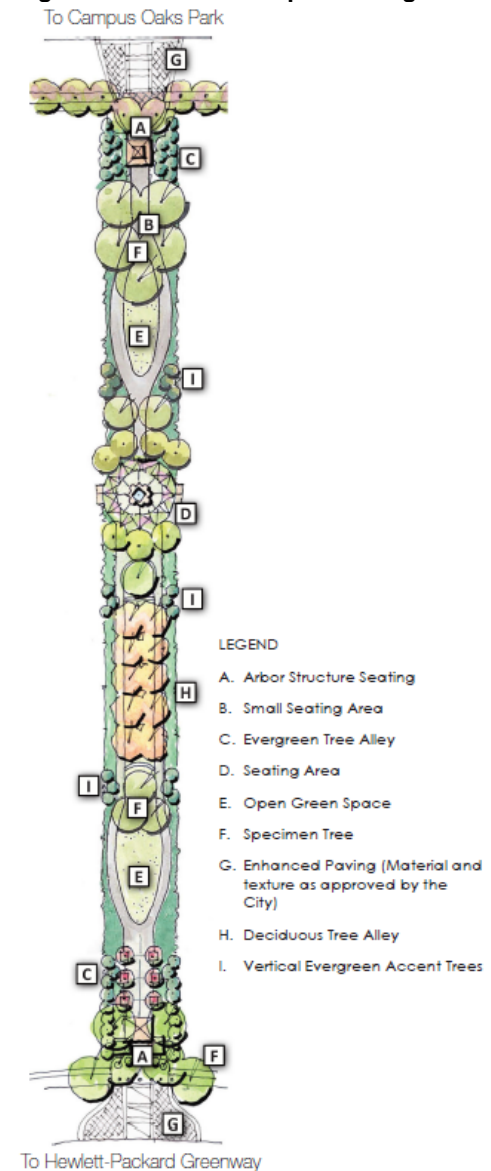 To Campus Oaks Park
G
A
C
B
F
E
I
D
I
LEGEND
A. Arbor Structure Seating
H
B. Small Seating Area
C. Evergreen Tree Alley
D. Seating Area
I
E. Open Green Space
F
F. Specimen Tree
G. Enhanced Paving (Material and
texture as approved by the
City)
E
H. Deciduous Tree Alley
I. Vertical Evergreen Accent Trees
C
A
F
G
To Hewlett-Packard Greenway